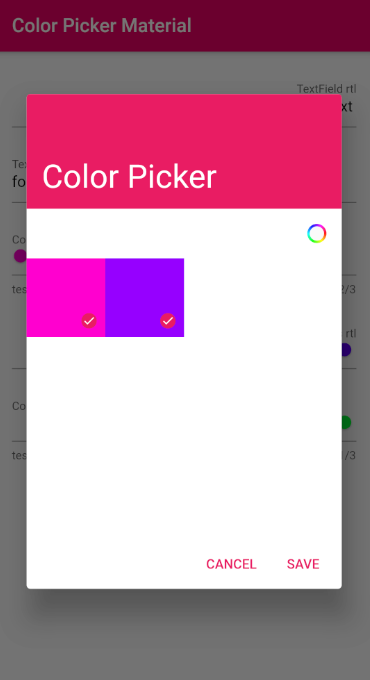 Color Picker Material
TextField rtl
xt
Te
fo
Color Picker
Co
tes
2/3
rtl
Co
tes
/3
CANCEL
SAVE